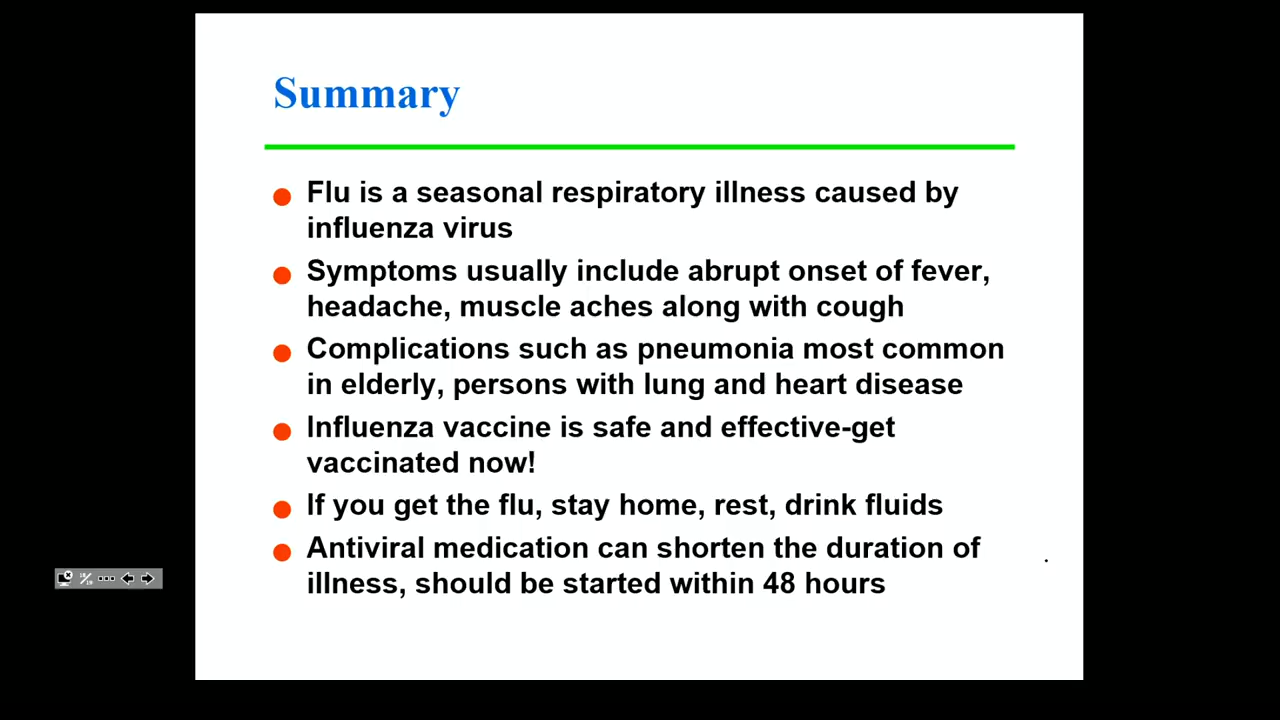 Summary
Flu is a seasonal respiratory illness caused by
influenza virus
Symptoms usually include abrupt onset of fever,
headache, muscle aches along with cough
Complications such as pneumonia most common
in elderly, persons with lung and heart disease
Influenza vaccine is safe and effective-get
vaccinated now!
If you get the flu, stay home, rest, drink fluids
Antiviral medication can shorten the duration of
illness, should be started within 48 hours